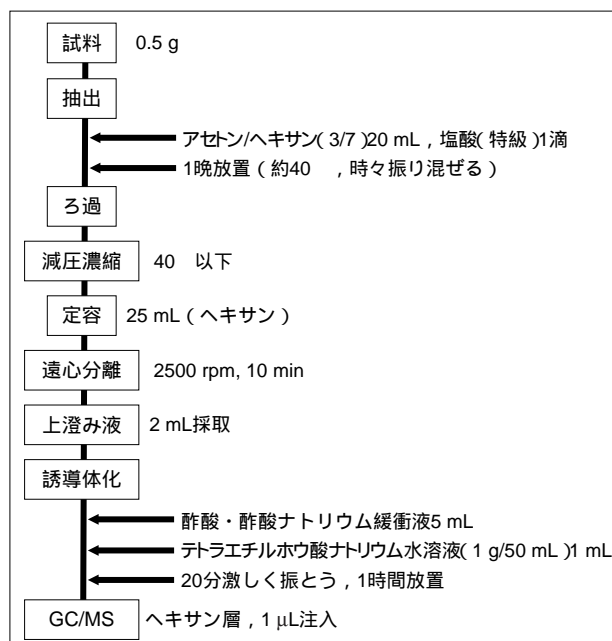 試料 0.5 g
抽出
アセトン/ヘキサン(3/7)20 mL，塩酸(特級)1滴
1晩放置（約40　，時々振り混ぜる）
ろ過
減圧濃縮 40　以下
定容 25 mL（ヘキサン）
遠心分離 2500 rpm, 10 min
上澄み液 2 mL採取
誘導体化
酢酸・酢酸ナトリウム緩衝液5 mL
テトラエチルホウ酸ナトリウム水溶液(1 g/50 mL)1 mL
20分激しく振とう，1時間放置
GC/MS ヘキサン層，1 μL注入